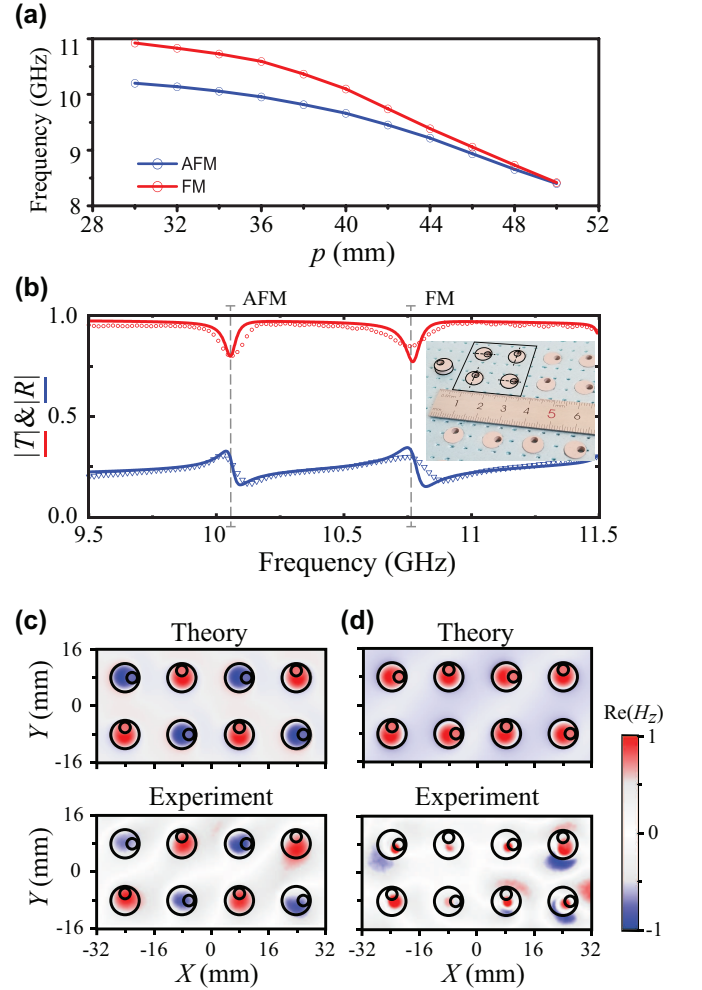 (a)
Frequency (GHz)
11
10
9
8
AFM
FM
28 32 36 40 44 48 52
p (mm)
(b)
AFM FM
|T|&|R|
1.0
0.5
0.0
1 2 3 4 5 6
9.5 10 10.5 11 11.5
Frequency (GHz)
(c) (d)
Theory Theory
Y (mm)
16
0
-16
Re(Hz)
1
0
-1
Experiment Experiment
Y (mm)
16
0
-16
-32 -16 0 16 32 -16 0 16 32
X (mm) X (mm)